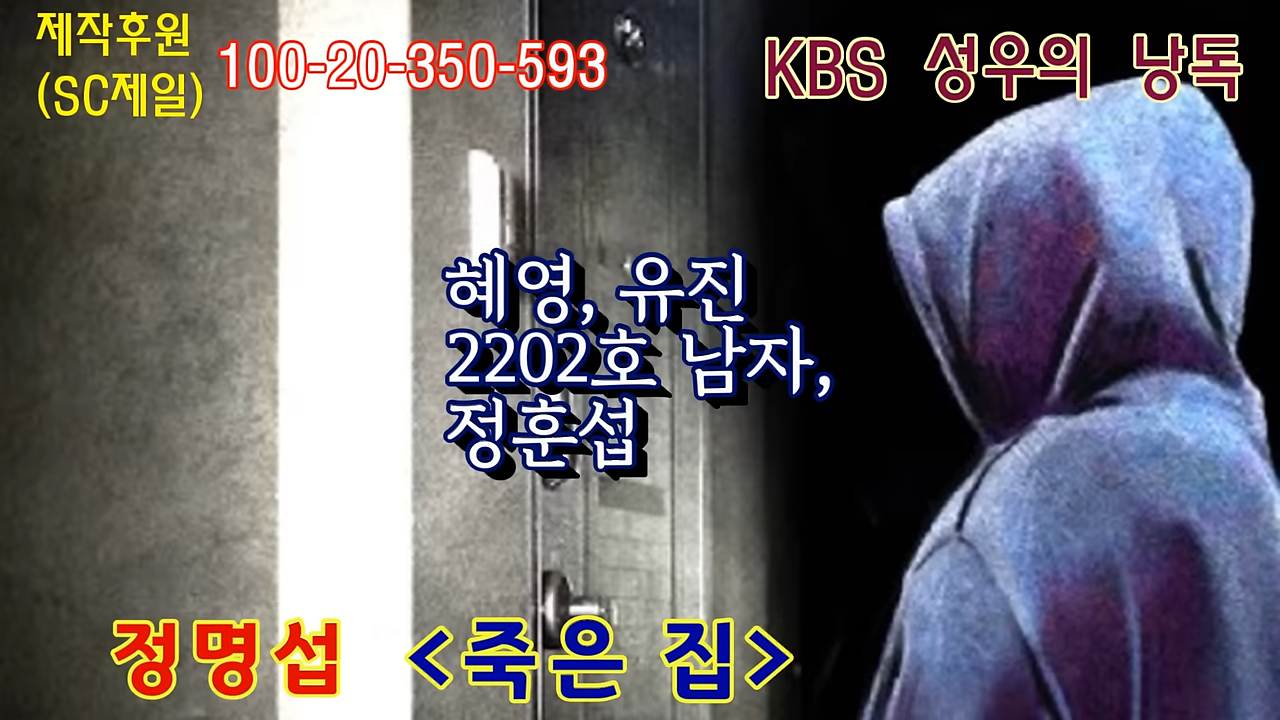 제작후원
(SC제일)
100-20-350-593
KBS 성우의 낭독
혜영, 유진
2202호 남자,
정훈섭
정명섭 <죽은 집>